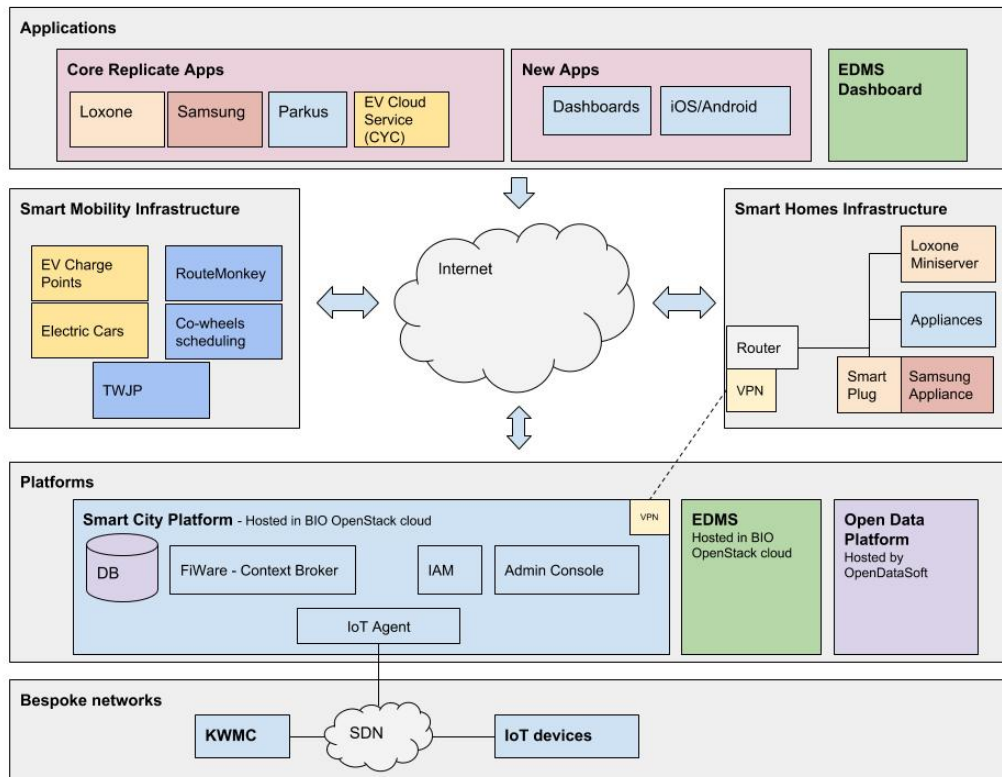 Applications
Core Replicate Apps
Loxone
Samsung
Parkus
EV Cloud
Service
(CYC)
New Apps
Dashboards
iOS/Android
EDMS
Dashboard
Smart Mobility Infrastructure
EV Charge
Points
RouteMonkey
Electric Cars
Co-wheels
scheduling
TWJP
Internet
Smart Homes Infrastructure
Loxone
Miniserver
Appliances
Router
VPN
Smart
Plug
Samsung
Appliance
Platforms
Smart City Platform - Hosted in BIO OpenStack cloud
VPN
DB
FiWare - Context Broker
IAM
Admin Console
IoT Agent
EDMS
Hosted in BIO
OpenStack cloud
Open Data
Platform
Hosted by
OpenDataSoft
Bespoke networks
KWMC
SDN
IoT devices